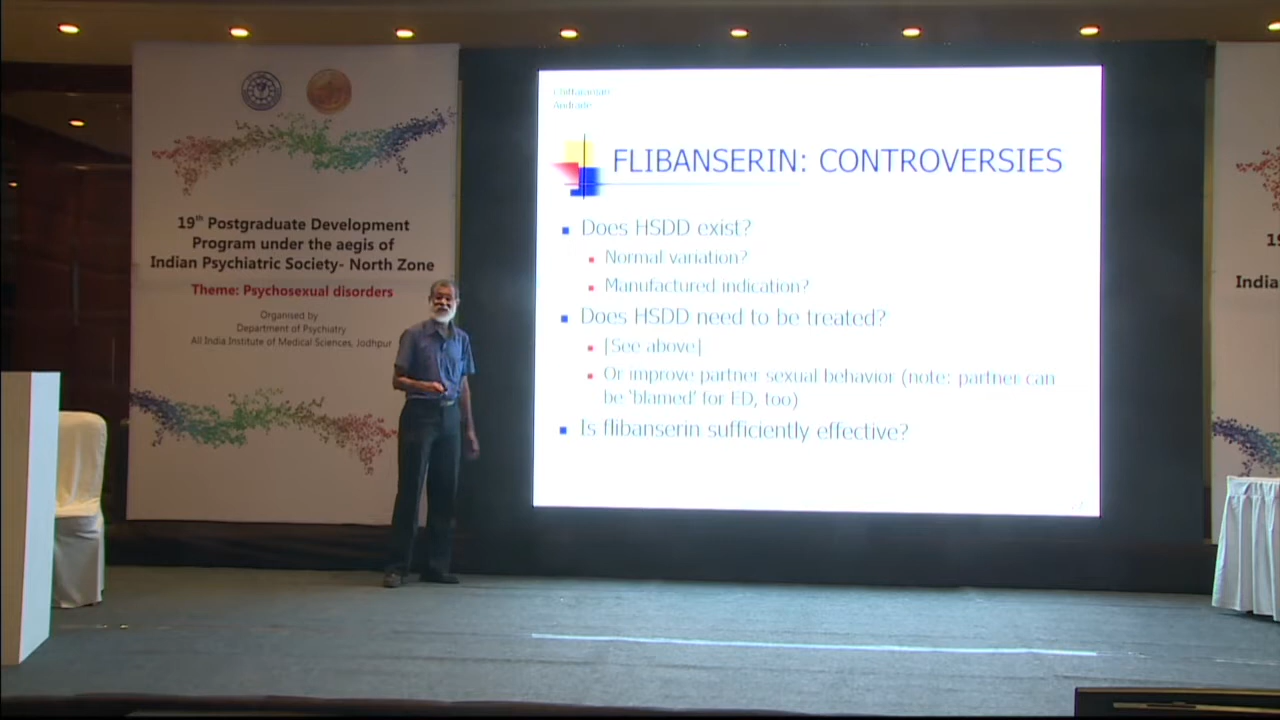 19th Postgraduate Development
Program under the aegis of
Indian Psychiatric Society- North Zone
Theme: Psychosexual disorders
Organised by
Department of Psychiatry
All India Institute of Medical Sciences, Jodhpur
Chittaranjan
Andrade
FLIBANSERIN: CONTROVERSIES
Does HSDD exist?
Normal variation?
Manufactured indication?
Does HSDD need to be treated?
[See above]
Or improve partner sexual behavior (note: partner can
be 'blamed' for ED, too)
Is flibanserin sufficiently effective?
19
India